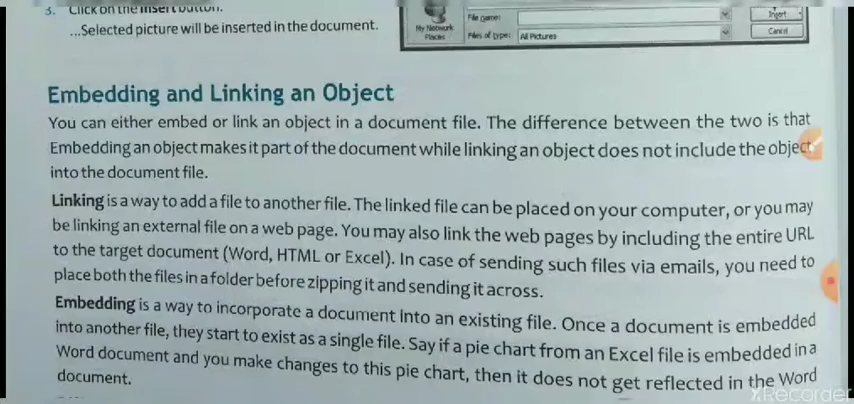 3. Click on the Insert button.
...Selected picture will be inserted in the document.
My Network Places
File name:
Files of type: All Pictures
Insert
Cancel
Embedding and Linking an Object
You can either embed or link an object in a document file. The difference between the two is that
Embedding an object makes it part of the document while linking an object does not include the object
into the document file.
Linking is a way to add a file to another file. The linked file can be placed on your computer, or you may
be linking an external file on a web page. You may also link the web pages by including the entire URL
to the target document (Word, HTML or Excel). In case of sending such files via emails, you need to
place both the files in a folder before zipping it and sending it across.
Embedding is a way to incorporate a document into an existing file. Once a document is embedded
into another file, they start to exist as a single file. Say if a pie chart from an Excel file is embedded in a
Word document and you make changes to this pie chart, then it does not get reflected in the Word
document.
XRecorder